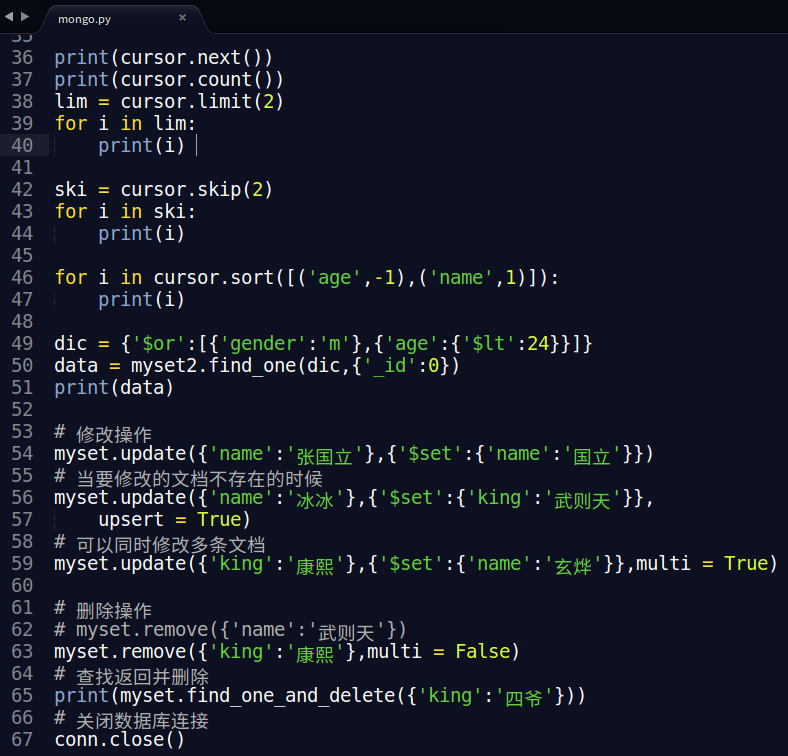 mongo.py ×
35
36 print(cursor.next())
37 print(cursor.count())
38 lim = cursor.limit(2)
39 for i in lim:
40     print(i)
41
42 ski = cursor.skip(2)
43 for i in ski:
44     print(i)
45
46 for i in cursor.sort([('age',-1),('name',1)]):
47     print(i)
48
49 dic = {'$or':[{'gender':'m'},{'age':{'$lt':24}}]}
50 data = myset2.find_one(dic,{'_id':0})
51 print(data)
52
53 # 修改操作
54 myset.update({'name':'张国立'},{'$set':{'name':'国立'}})
55 # 当要修改的文档不存在的时候
56 myset.update({'name':'冰冰'},{'$set':{'king':'武则天'}},
57     upsert = True)
58 # 可以同时修改多条文档
59 myset.update({'king':'康熙'},{'$set':{'name':'玄烨'}},multi = True)
60
61 # 删除操作
62 # myset.remove({'name':'武则天'})
63 myset.remove({'king':'康熙'},multi = False)
64 # 查找返回并删除
65 print(myset.find_one_and_delete({'king':'四爷'}))
66 # 关闭数据库连接
67 conn.close()